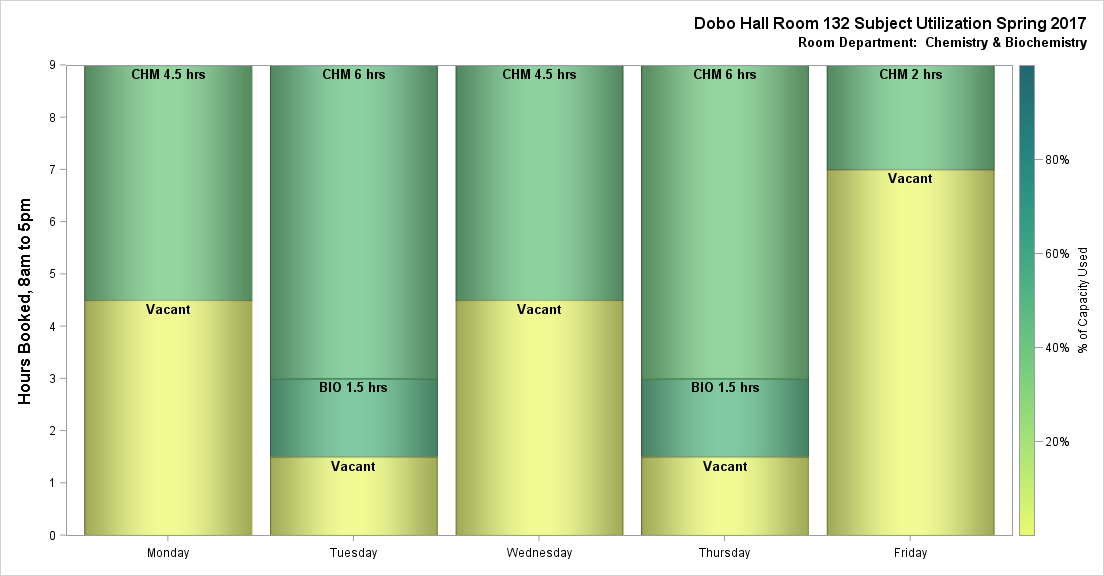 Dobo Hall Room 132 Subject Utilization Spring 2017
Room Department: Chemistry & Biochemistry
Hours Booked, 8am to 5pm
9
8
7
6
5
4
3
2
1
0
CHM 4.5 hrs
Vacant
CHM 6 hrs
BIO 1.5 hrs
Vacant
CHM 4.5 hrs
Vacant
CHM 6 hrs
BIO 1.5 hrs
Vacant
CHM 2 hrs
Vacant
Monday
Tuesday
Wednesday
Thursday
Friday
80%
60%
40%
20%
% of Capacity Used